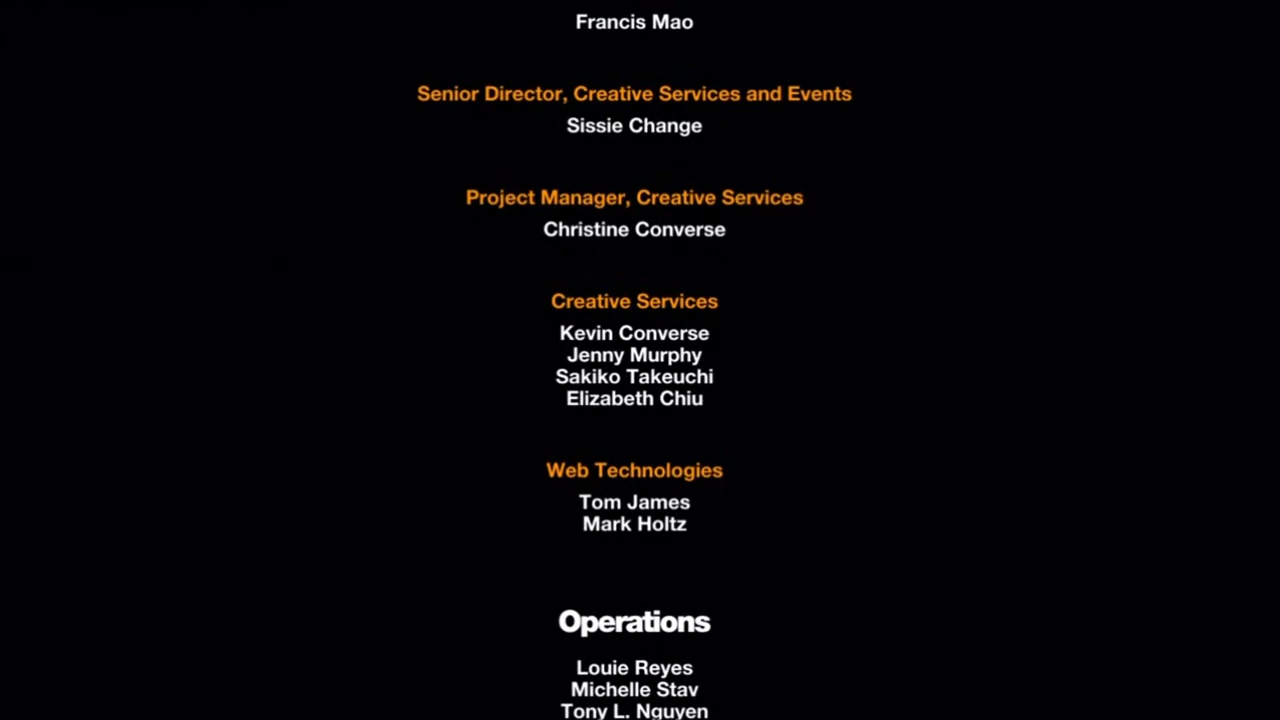 Francis Mao
Senior Director, Creative Services and Events
Sissie Change
Project Manager, Creative Services
Christine Converse
Creative Services
Kevin Converse
Jenny Murphy
Sakiko Takeuchi
Elizabeth Chiu
Web Technologies
Tom James
Mark Holtz
Operations
Louie Reyes
Michelle Stav
Tony L. Nguyen